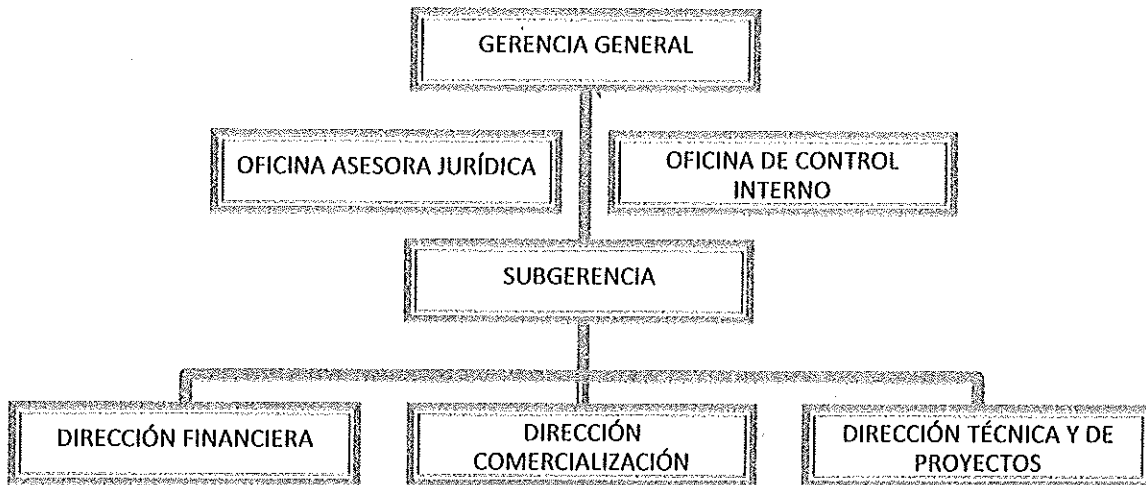 GERENCIA GENERAL
OFICINA ASESORA JURÍDICA
OFICINA DE CONTROL
INTERNO
SUBGERENCIA
DIRECCIÓN FINANCIERA
DIRECCIÓN
COMERCIALIZACIÓN
DIRECCIÓN TÉCNICA Y DE
PROYECTOS